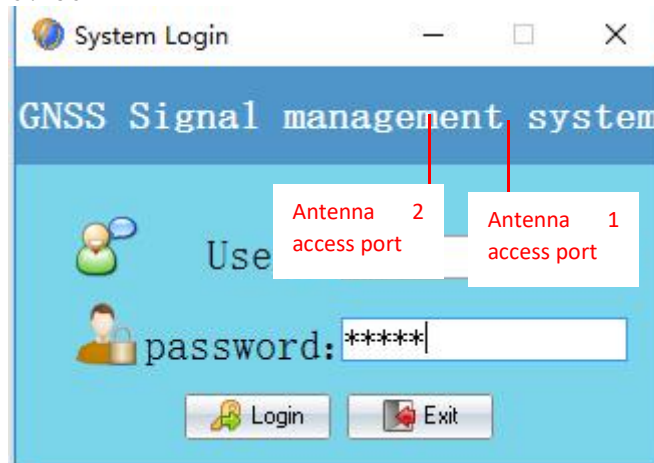 System Login
GNSS Signal management system
Antenna 2
access port
Antenna 1
access port
Use
password:*****
Login
Exit